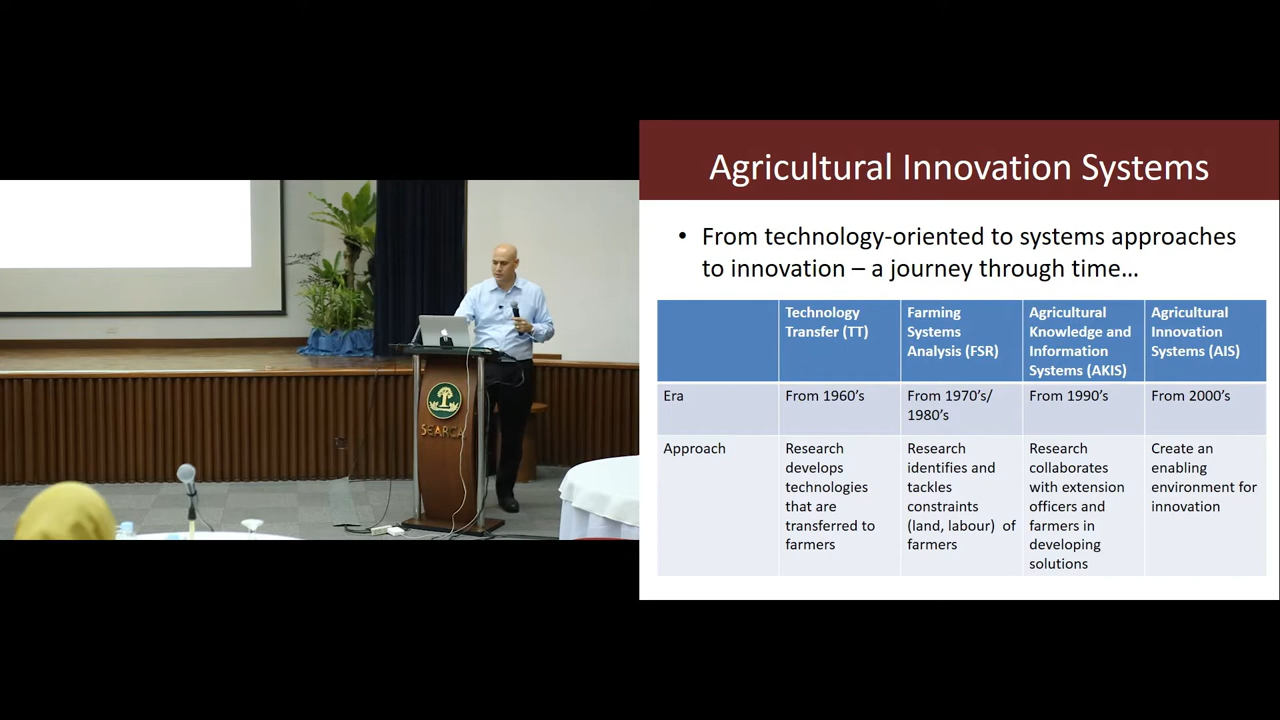 SEARCA
Agricultural Innovation Systems
• From technology-oriented to systems approaches
to innovation – a journey through time…
Technology
Transfer (TT)
Farming
Systems
Analysis (FSR)
Agricultural
Knowledge and
Information
Systems (AKIS)
Agricultural
Innovation
Systems (AIS)
Era
From 1960’s
From 1970’s/
1980’s
From 1990’s
From 2000’s
Approach
Research
develops
technologies
that are
transferred to
farmers
Research
identifies and
tackles
constraints
(land, labour) of
farmers
Research
collaborates
with extension
officers and
farmers in
developing
solutions
Create an
enabling
environment for
innovation